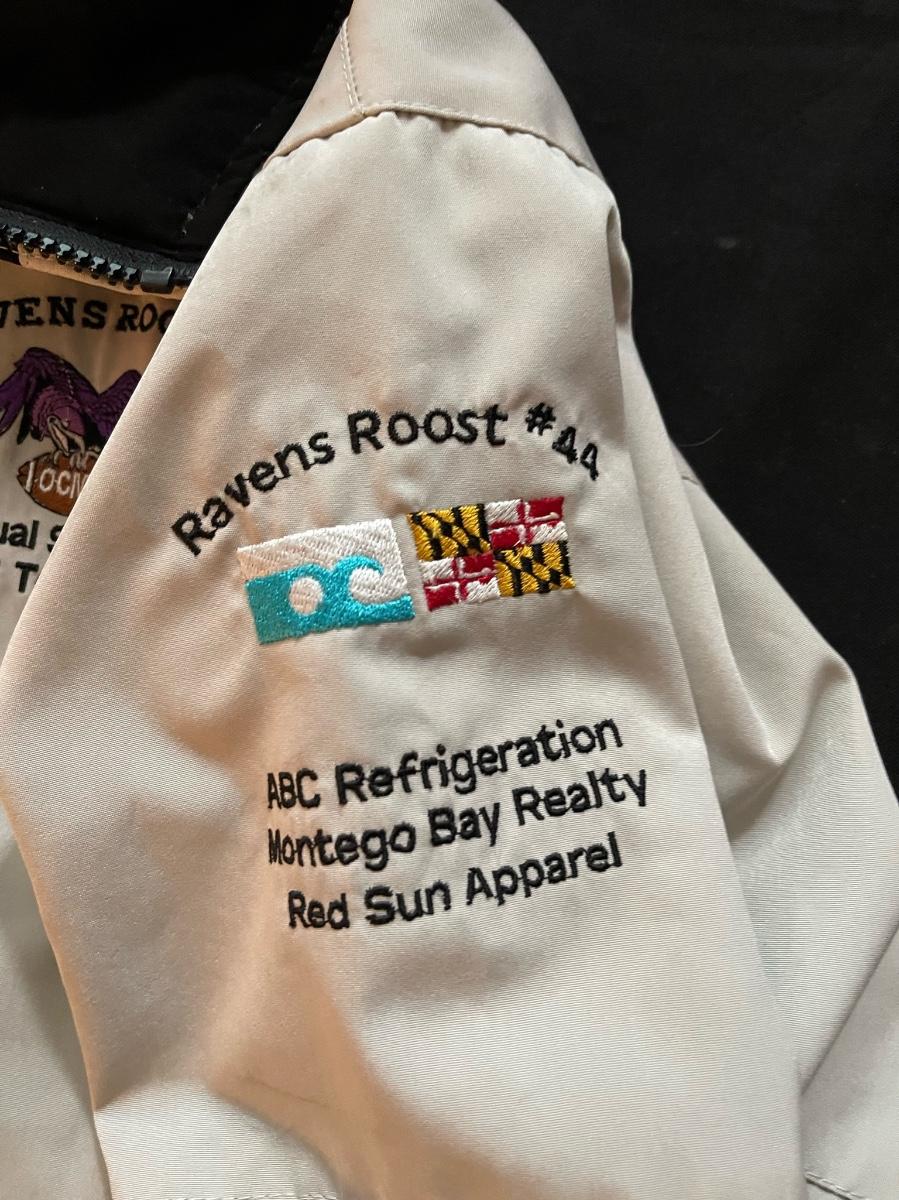 Ravens Roost #44
ABC Refrigeration
Montego Bay Realty
Red Sun Apparel